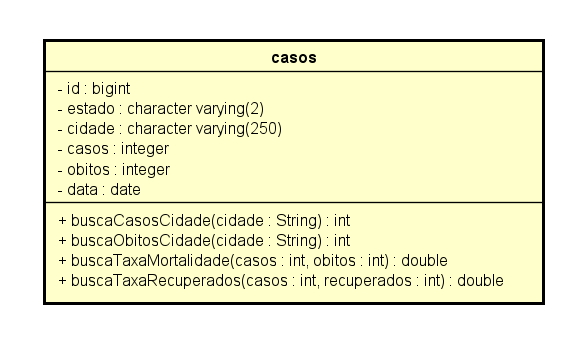 casos
- id : bigint
- estado : character varying(2)
- cidade : character varying(250)
- casos : integer
- obitos : integer
- data : date
+ buscaCasosCidade(cidade : String) : int
+ buscaObitosCidade(cidade : String) : int
+ buscaTaxaMortalidade(casos : int, obitos : int) : double
+ buscaTaxaRecuperados(casos : int, recuperados : int) : double